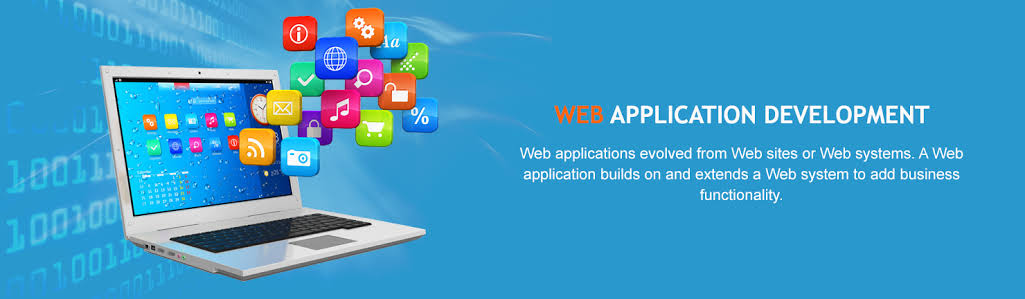 WEB APPLICATION DEVELOPMENT
Web applications evolved from Web sites or Web systems. A Web
application builds on and extends a Web system to add business
functionality.
Aa
%